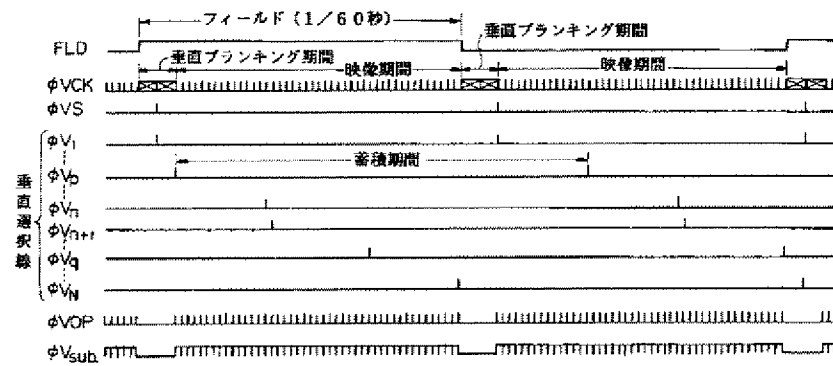 フィールド(1/60秒)
FLD
垂直ブランキング期間
垂直ブランキング期間
映像期間
映像期間
φVCK
φVS
φV1
蓄積期間
φVp
φVn
φVn+1
φVq
φVN
垂直選択線
φVOP
φVsub